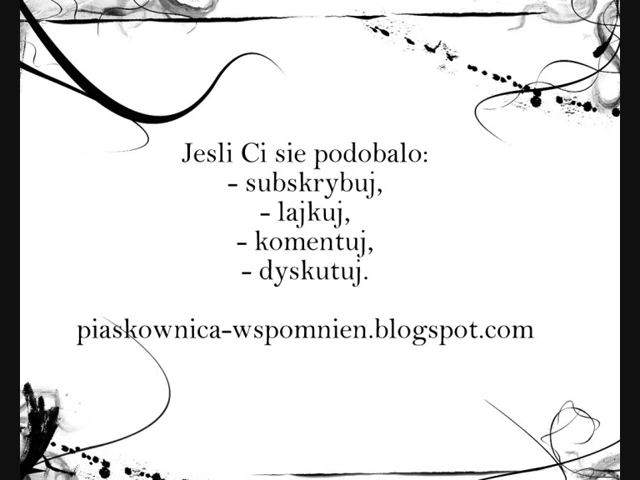 Jesli Ci sie podobalo:
- subskrybuj,
- lajkuj,
- komentuj,
- dyskutuj.
piaskownica-wspomnien.blogspot.com